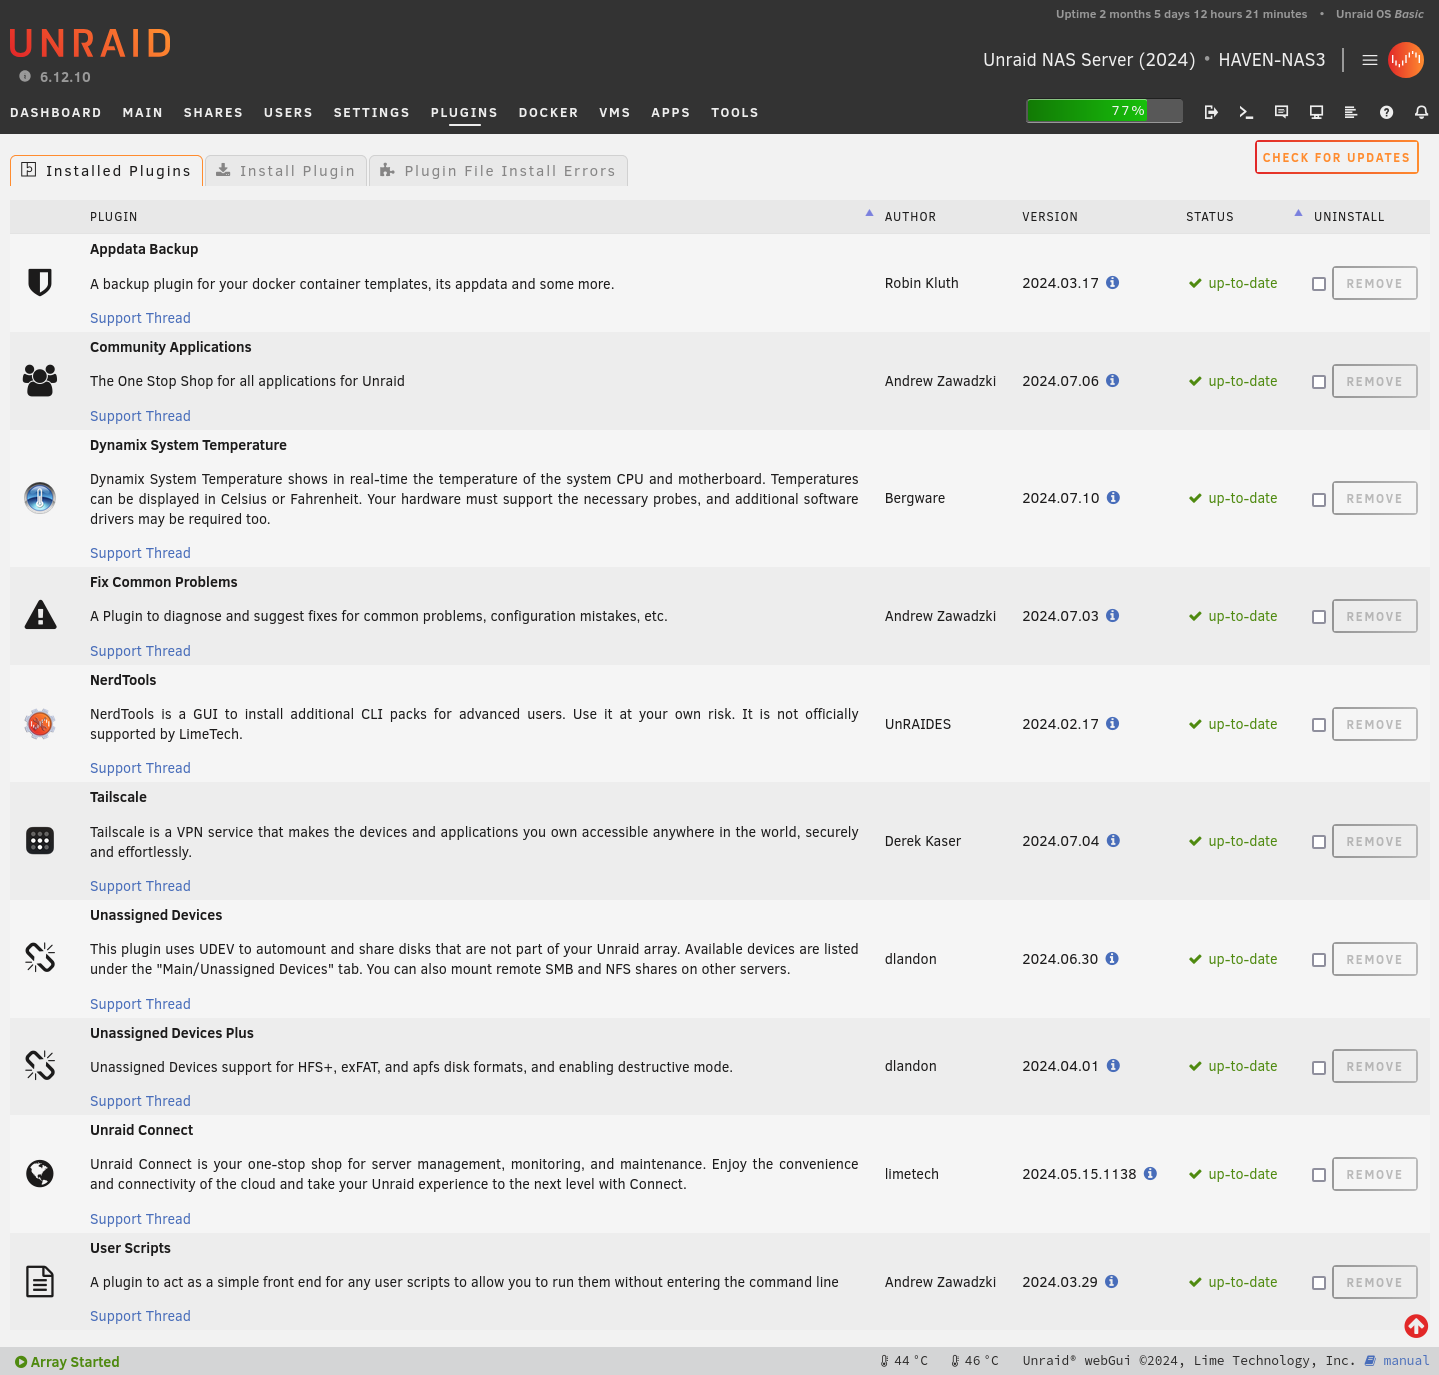 Uptime 2 months 5 days 12 hours 21 minutes • Unraid OS Basic
UNRAID
Unraid NAS Server (2024) • HAVEN-NAS3
6.12.10
DASHBOARD MAIN SHARES USERS SETTINGS PLUGINS DOCKER VMS APPS TOOLS
77%
Installed Plugins Install Plugin Plugin File Install Errors
CHECK FOR UPDATES
PLUGIN AUTHOR VERSION STATUS UNINSTALL
Appdata Backup
A backup plugin for your docker container templates, its appdata and some more.
Robin Kluth 2024.03.17 up-to-date REMOVE
Support Thread
Community Applications
The One Stop Shop for all applications for Unraid
Andrew Zawadzki 2024.07.06 up-to-date REMOVE
Support Thread
Dynamix System Temperature
Dynamix System Temperature shows in real-time the temperature of the system CPU and motherboard. Temperatures
can be displayed in Celsius or Fahrenheit. Your hardware must support the necessary probes, and additional software
drivers may be required too.
Bergware 2024.07.10 up-to-date REMOVE
Support Thread
Fix Common Problems
A Plugin to diagnose and suggest fixes for common problems, configuration mistakes, etc.
Andrew Zawadzki 2024.07.03 up-to-date REMOVE
Support Thread
NerdTools
NerdTools is a GUI to install additional CLI packs for advanced users. Use it at your own risk. It is not officially
supported by LimeTech.
UnRAIDES 2024.02.17 up-to-date REMOVE
Support Thread
Tailscale
Tailscale is a VPN service that makes the devices and applications you own accessible anywhere in the world, securely
and effortlessly.
Derek Kaser 2024.07.04 up-to-date REMOVE
Support Thread
Unassigned Devices
This plugin uses UDEV to automount and share disks that are not part of your Unraid array. Available devices are listed
under the "Main/Unassigned Devices" tab. You can also mount remote SMB and NFS shares on other servers.
dlandon 2024.06.30 up-to-date REMOVE
Support Thread
Unassigned Devices Plus
Unassigned Devices support for HFS+, exFAT, and apfs disk formats, and enabling destructive mode.
dlandon 2024.04.01 up-to-date REMOVE
Support Thread
Unraid Connect
Unraid Connect is your one-stop shop for server management, monitoring, and maintenance. Enjoy the convenience
and connectivity of the cloud and take your Unraid experience to the next level with Connect.
limetech 2024.05.15.1138 up-to-date REMOVE
Support Thread
User Scripts
A plugin to act as a simple front end for any user scripts to allow you to run them without entering the command line
Andrew Zawadzki 2024.03.29 up-to-date REMOVE
Support Thread
Array Started 44 °C 46 °C Unraid® webGui ©2024, Lime Technology, Inc. manual